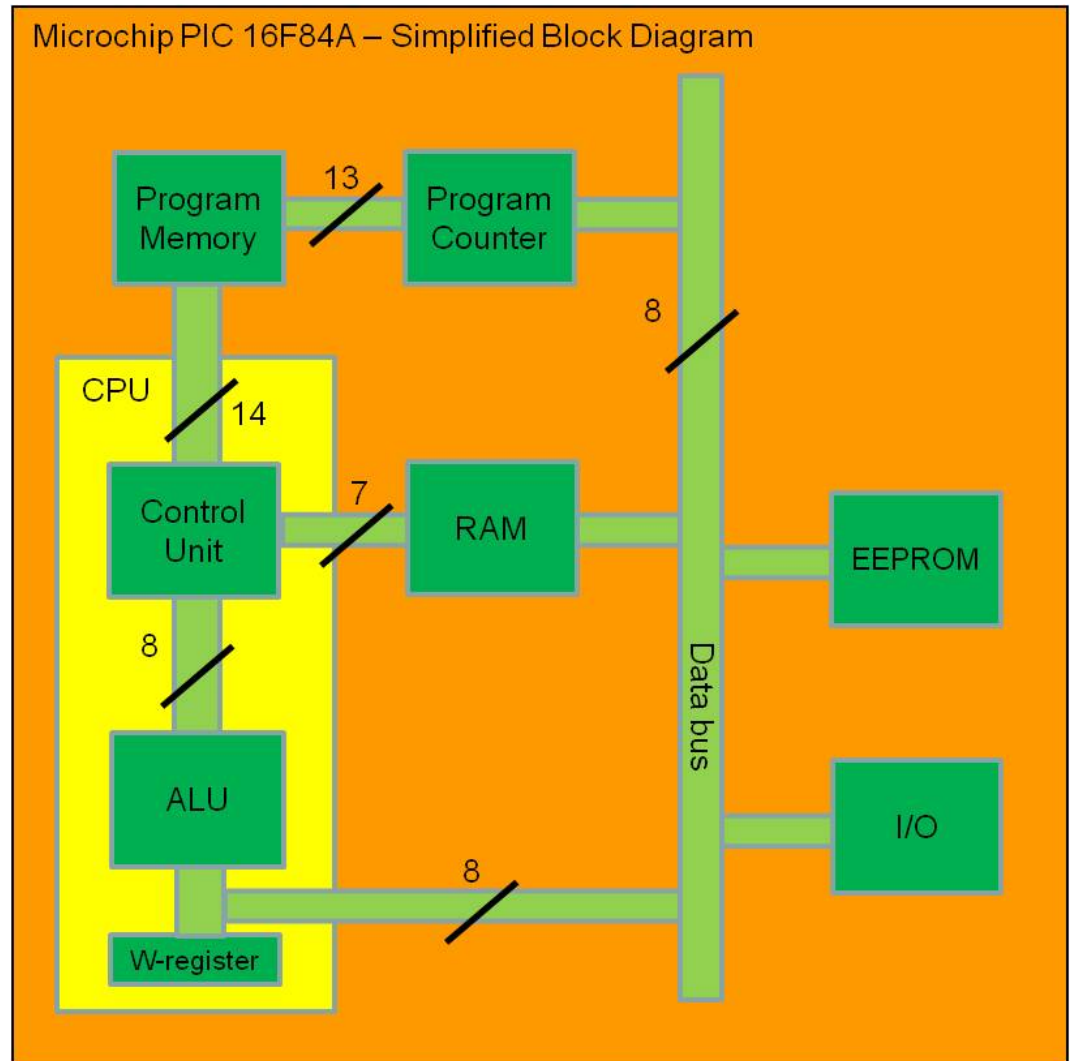 Microchip PIC 16F84A – Simplified Block Diagram
Program
Memory
13
Program
Counter
8
CPU
14
Control
Unit
7
RAM
EEPROM
8
Data bus
ALU
I/O
8
W-register